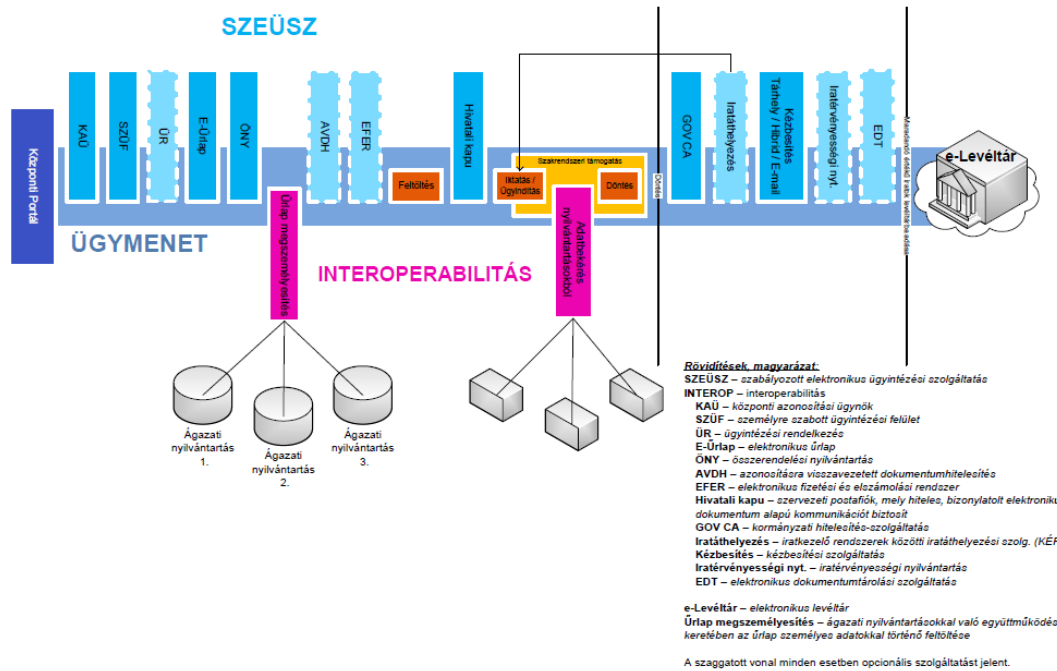 SZEÜSZ
Központi Portál
KAÜ
SZÜF
ÜR
E-Űrlap
ÖNY
AVDH
EFER
Hivatali kapu
GOV CA
Iratáthelyezés
Kézbesítés
Tárhely / Hibrid / E-mail
Iratérvényességi nyt.
EDT
Feltöltés
Szakrendszeri támogatás
Iktatás /
Ügyindítás
Döntés
Döntés
Maradandó értékű iratok levéltárba adása
e-Levéltár
ÜGYMENET
Űrlap megszemélyesítés
INTEROPERABILITÁS
Adatbekérés
nyilvántartásokból
Ágazati
nyilvántartás
1.
Ágazati
nyilvántartás
2.
Ágazati
nyilvántartás
3.
Rövidítések, magyarázat:
SZEÜSZ – szabályozott elektronikus ügyintézési szolgáltatás
INTEROP – interoperabilitás
KAÜ – központi azonosítási ügynök
SZÜF – személyre szabott ügyintézési felület
ÜR – ügyintézési rendelkezés
E-Űrlap – elektronikus űrlap
ÖNY – összerendelési nyilvántartás
AVDH – azonosításra visszavezetett dokumentumhitelesítés
EFER – elektronikus fizetési és elszámolási rendszer
Hivatali kapu – szervezeti postafiók, mely hiteles, bizonylatolt elektroniku
dokumentum alapú kommunikációt biztosít
GOV CA – kormányzati hitelesítés-szolgáltatás
Iratáthelyezés – iratkezelő rendszerek közötti iratáthelyezési szolg. (KÉR
Kézbesítés – kézbesítési szolgáltatás
Iratérvényességi nyt. – iratérvényességi nyilvántartás
EDT – elektronikus dokumentumtárolási szolgáltatás
e-Levéltár – elektronikus levéltár
Űrlap megszemélyesítés – ágazati nyilvántartásokkal való együttműködés
keretében az űrlap személyes adatokkal történő feltöltése
A szaggatott vonal minden esetben opcionális szolgáltatást jelent.